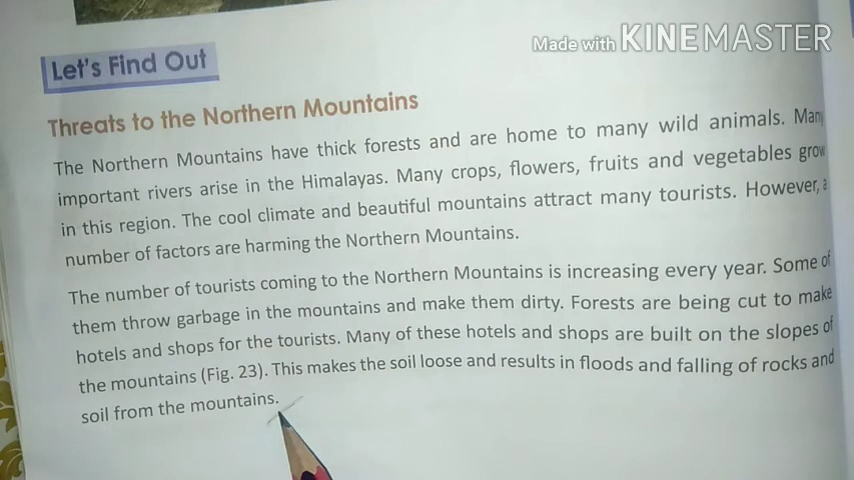 Made with KINEMASTER
Let's Find Out
Threats to the Northern Mountains
The Northern Mountains have thick forests and are home to many wild animals. Many
important rivers arise in the Himalayas. Many crops, flowers, fruits and vegetables grow
in this region. The cool climate and beautiful mountains attract many tourists. However, a
number of factors are harming the Northern Mountains.
The number of tourists coming to the Northern Mountains is increasing every year. Some of
them throw garbage in the mountains and make them dirty. Forests are being cut to make
hotels and shops for the tourists. Many of these hotels and shops are built on the slopes of
the mountains (Fig. 23). This makes the soil loose and results in floods and falling of rocks and
soil from the mountains.